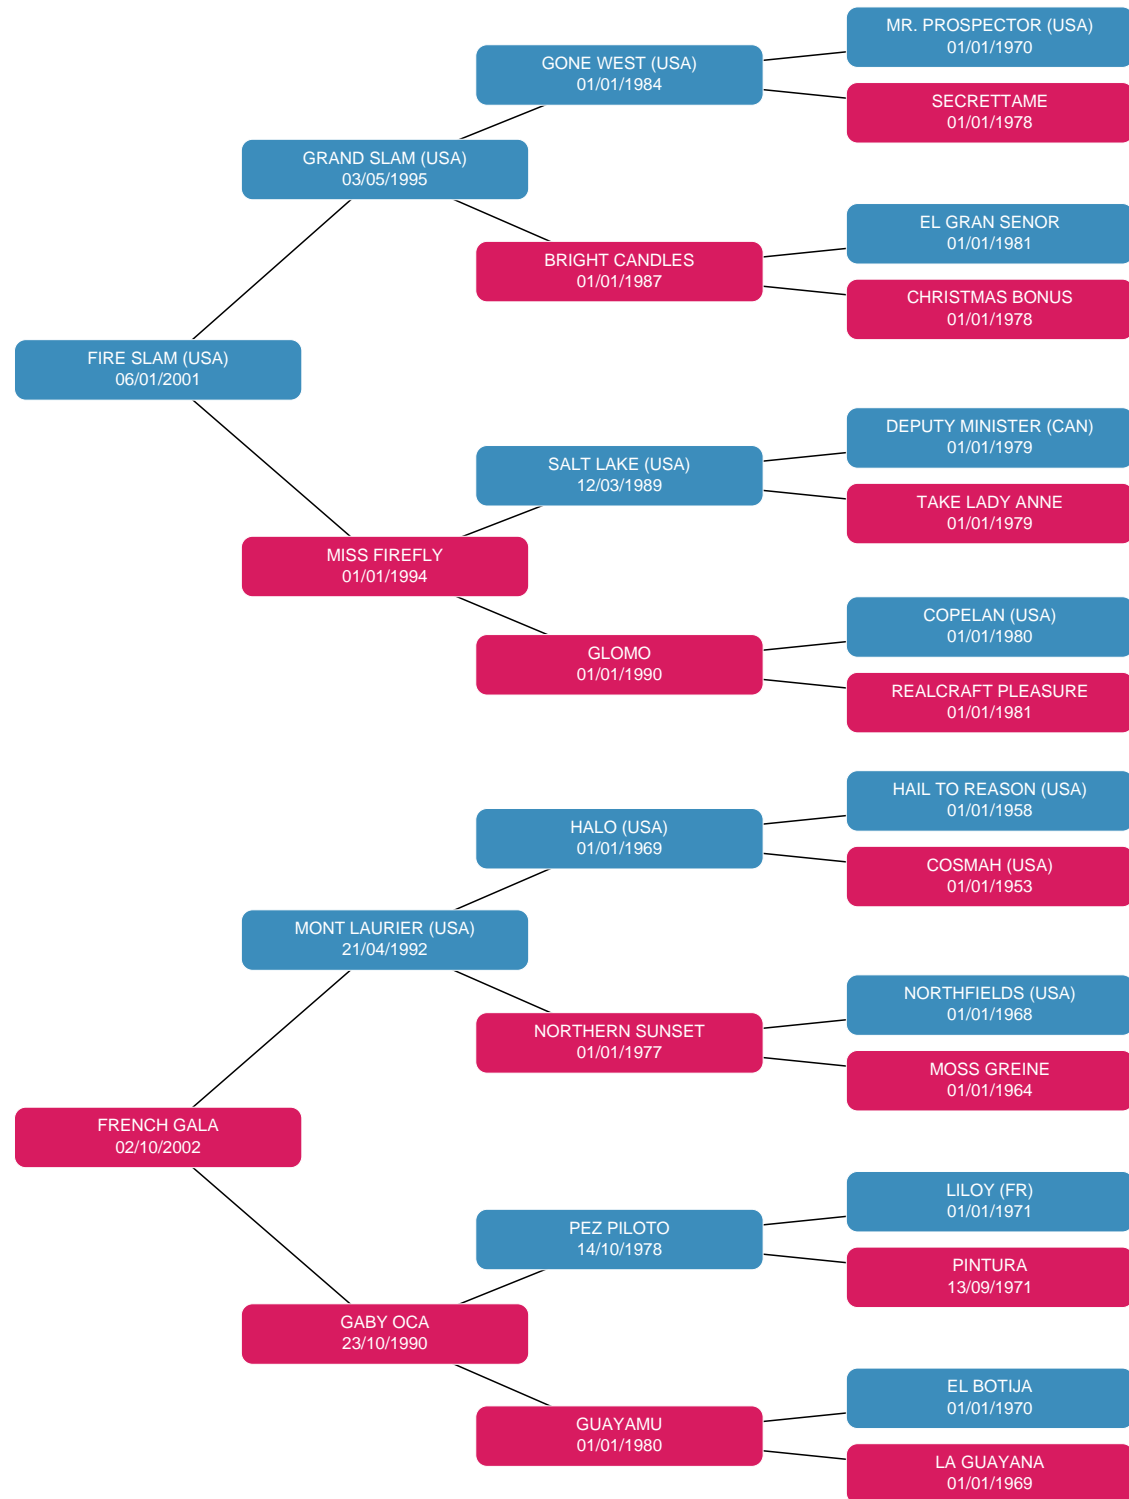 MR. PROSPECTOR (USA)
01/01/1970
GONE WEST (USA)
01/01/1984
SECRETTAME
01/01/1978
GRAND SLAM (USA)
03/05/1995
EL GRAN SENOR
01/01/1981
BRIGHT CANDLES
01/01/1987
CHRISTMAS BONUS
01/01/1978
FIRE SLAM (USA)
06/01/2001
DEPUTY MINISTER (CAN)
01/01/1979
SALT LAKE (USA)
12/03/1989
TAKE LADY ANNE
01/01/1979
MISS FIREFLY
01/01/1994
COPELAN (USA)
01/01/1980
GLOMO
01/01/1990
REALCRAFT PLEASURE
01/01/1981
HAIL TO REASON (USA)
01/01/1958
HALO (USA)
01/01/1969
COSMAH (USA)
01/01/1953
MONT LAURIER (USA)
21/04/1992
NORTHFIELDS (USA)
01/01/1968
NORTHERN SUNSET
01/01/1977
MOSS GREINE
01/01/1964
FRENCH GALA
02/10/2002
LILOY (FR)
01/01/1971
PEZ PILOTO
14/10/1978
PINTURA
13/09/1971
GABY OCA
23/10/1990
EL BOTIJA
01/01/1970
GUAYAMU
01/01/1980
LA GUAYANA
01/01/1969